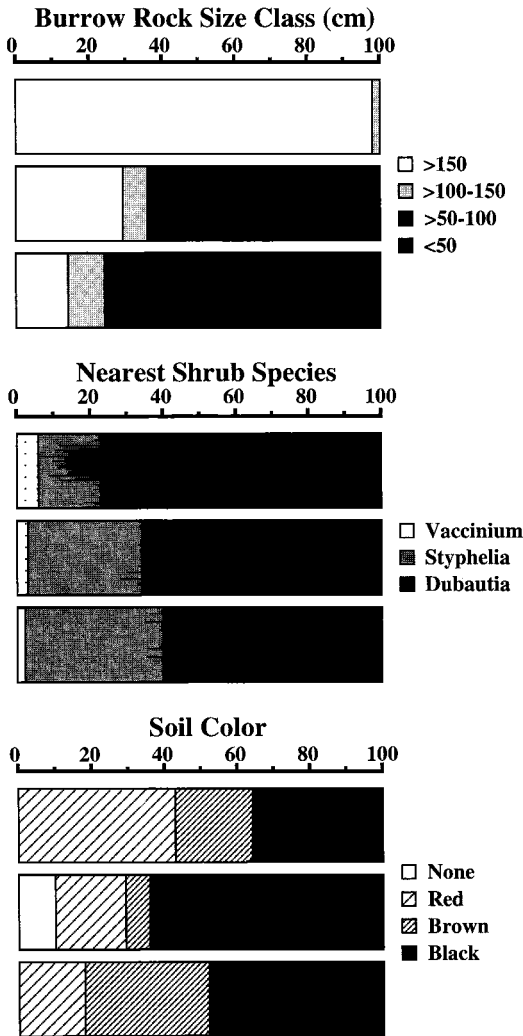 Burrow Rock Size Class (cm)
0 20 40 60 80 100
>150
>100-150
>50-100
<50
Nearest Shrub Species
0 20 40 60 80 100
Vaccinium
Styphelia
Dubautia
Soil Color
0 20 40 60 80 100
None
Red
Brown
Black